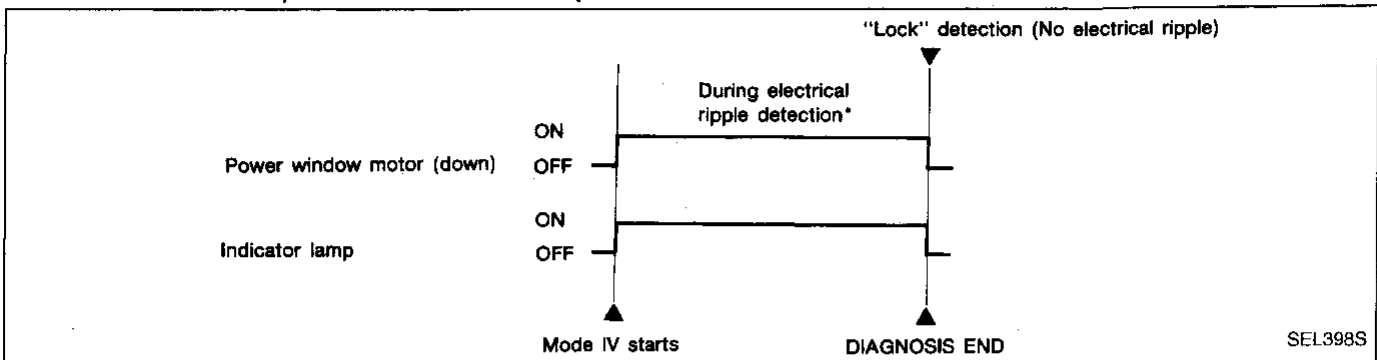 "Lock" detection (No electrical ripple)
During electrical
ripple detection*
ON
Power window motor (down) OFF
ON
Indicator lamp OFF
Mode IV starts DIAGNOSIS END
SEL398S